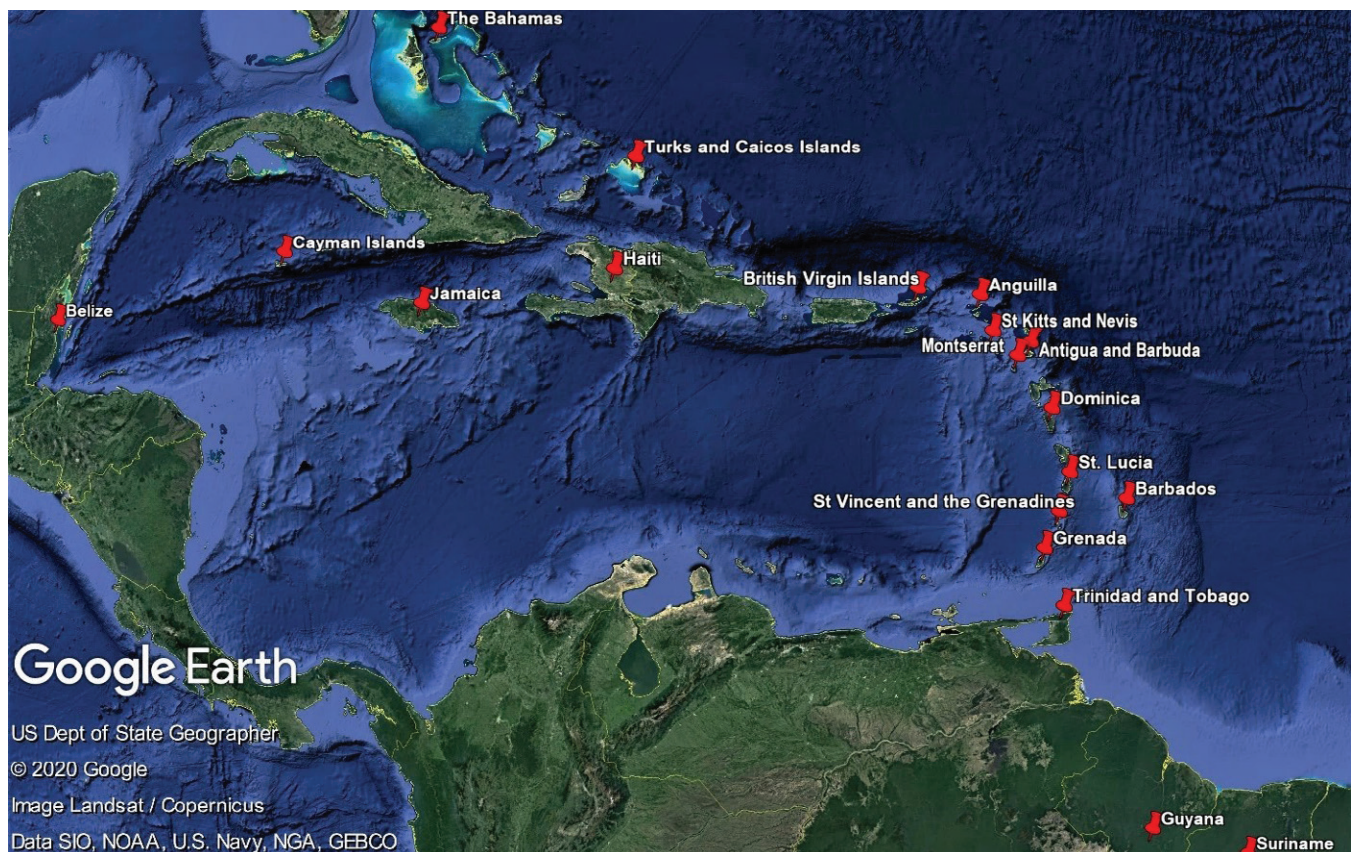 The Bahamas
Turks and Caicos Islands
Cayman Islands
Haiti
British Virgin Islands
Anguilla
Jamaica
Belize
St Kitts and Nevis
Montserrat
Antigua and Barbuda
Dominica
St. Lucia
Barbados
St Vincent and the Grenadines
Grenada
Trinidad and Tobago
Google Earth
US Dept of State Geographer
© 2020 Google
Image Landsat / Copernicus
Data SIO, NOAA, U.S. Navy, NGA, GEBCO
Guyana
Suriname